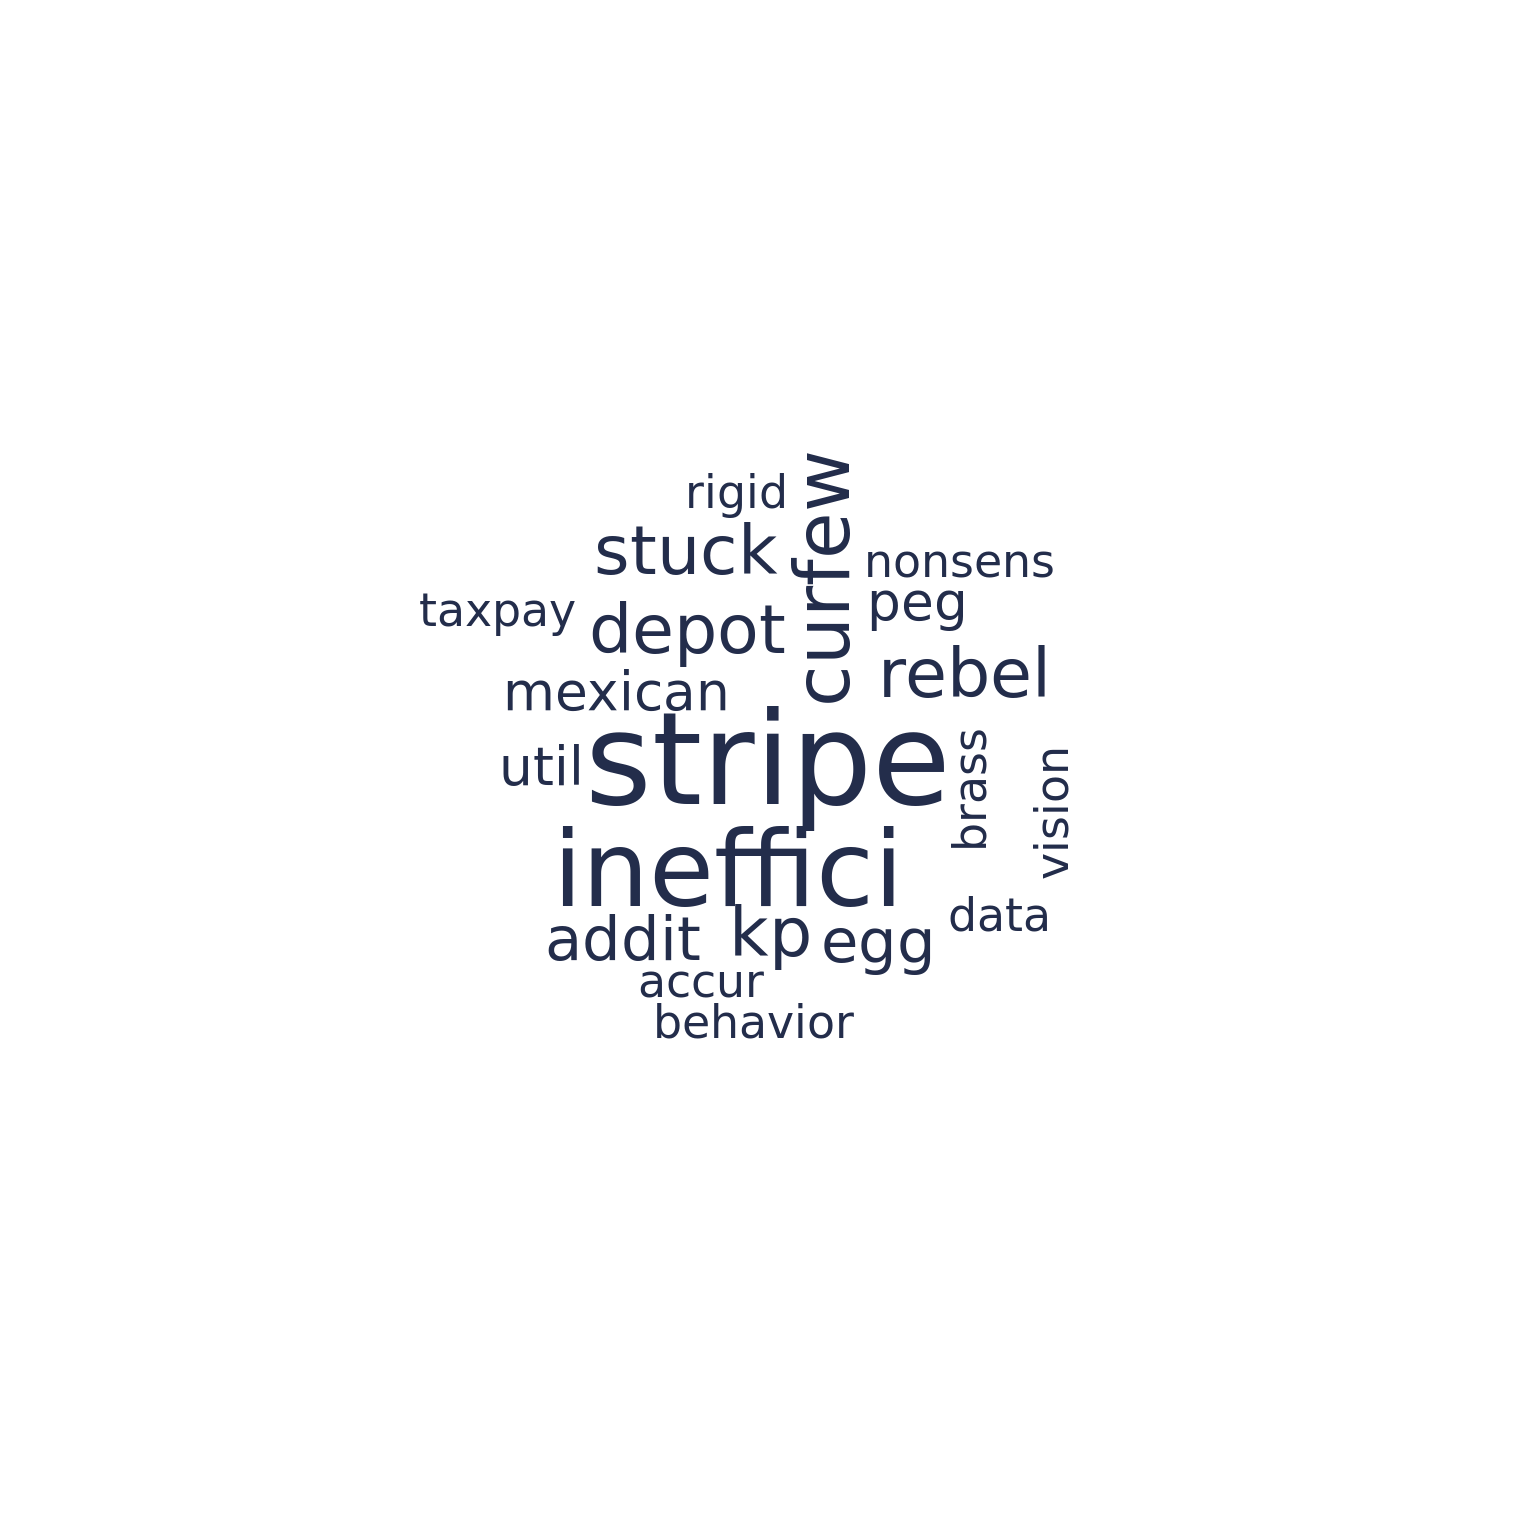 rigid
curfew
stuck
nonsens
taxpay
depot
peg
mexican
rebel
util
stripe
brass
vision
ineffici
addit
kp
egg
data
accur
behavior